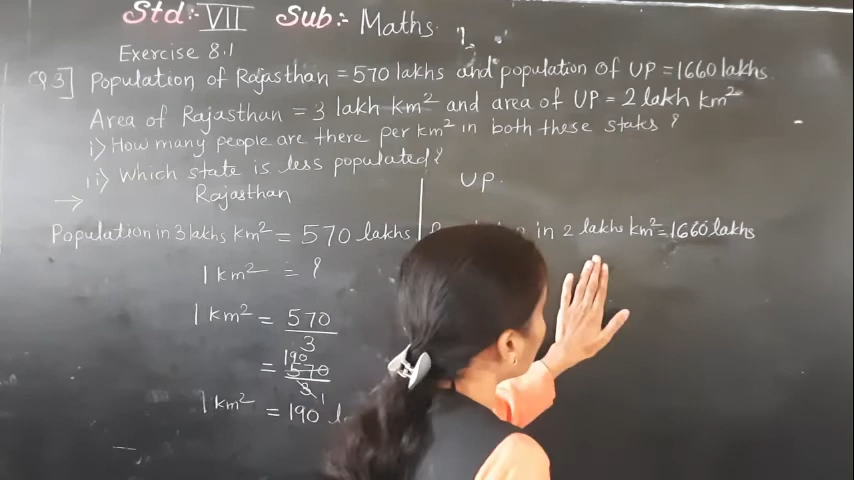 Std:- VII Sub:- Maths.
Exercise 8.1
Q3] Population of Rajasthan = 570 lakhs and population of UP = 1660 lakhs.
Area of Rajasthan = 3 lakh km² and area of UP = 2 lakh km²
i) How many people are there per km² in both these states?
ii) Which state is less populated?
→ Rajasthan
UP.
Population in 3 lakhs km² = 570 lakhs
in 2 lakhs km² = 1660 lakhs
1 km² = ?
1 km² = 570
3
190
= 570
3 1
1 km² = 190